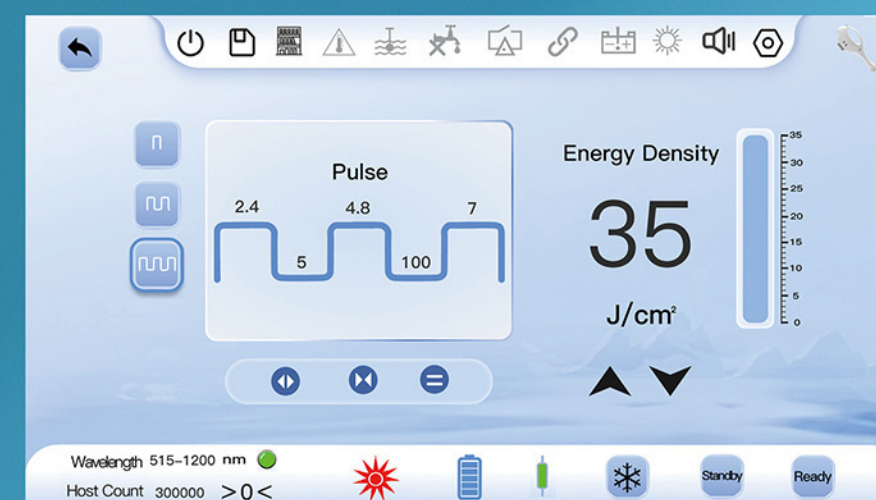 Pulse
2.4 4.8 7
5 100
Energy Density
35
J/cm²
35
30
25
20
15
10
5
0
Wavelength 515-1200 nm
Host Count 300000 >0<
Standby
Ready